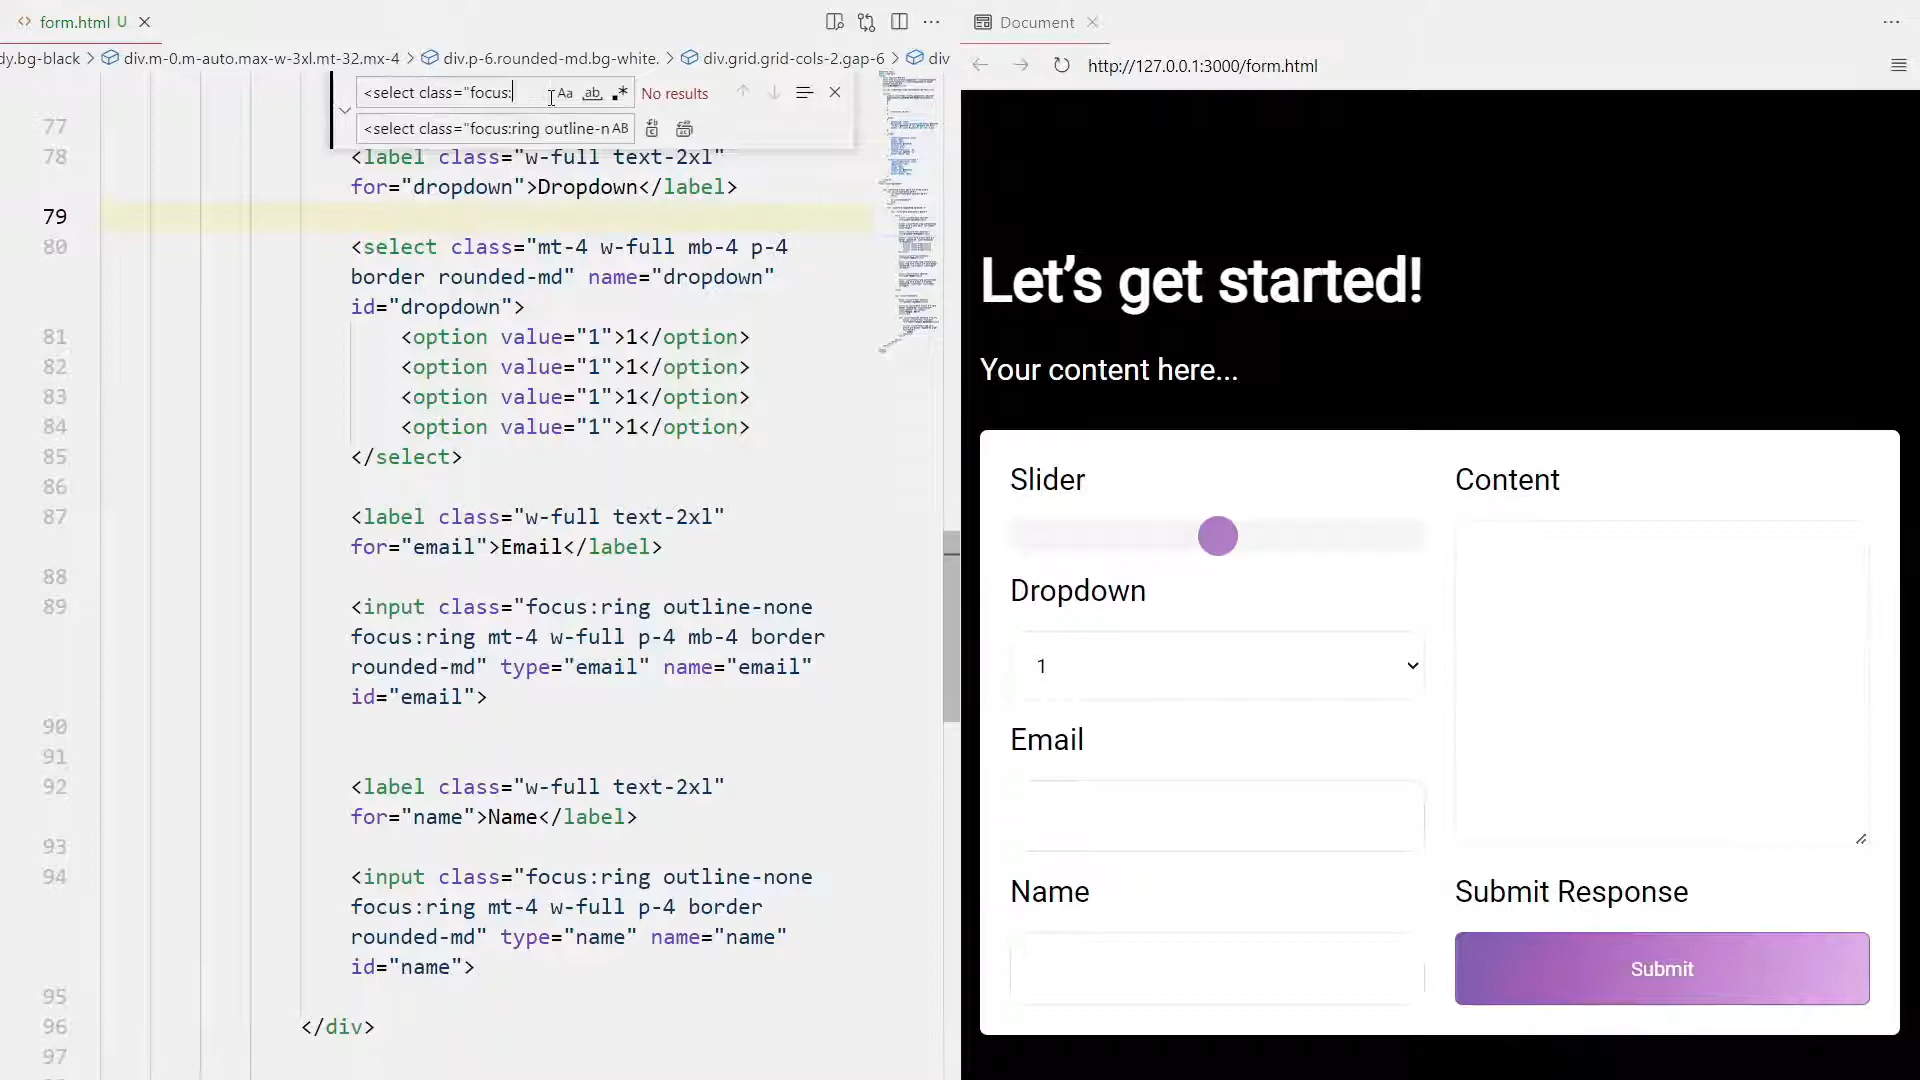 form.html U
dy.bg-black > div.m-0.m-auto.max-w-3xl.mt-32.mx-4 > div.p-6.rounded-md.bg-white. > div.grid.grid-cols-2.gap-6 > div
<select class="focus: Aa ab .* No results
<select class="focus:ring outline-n AB
77
78 <label class="w-full text-2xl"
for="dropdown">Dropdown</label>
79
80 <select class="mt-4 w-full mb-4 p-4
border rounded-md" name="dropdown"
id="dropdown">
81 <option value="1">1</option>
82 <option value="1">1</option>
83 <option value="1">1</option>
84 <option value="1">1</option>
85 </select>
86
87 <label class="w-full text-2xl"
for="email">Email</label>
88
89 <input class="focus:ring outline-none
focus:ring mt-4 w-full p-4 mb-4 border
rounded-md" type="email" name="email"
id="email">
90
91
92 <label class="w-full text-2xl"
for="name">Name</label>
93
94 <input class="focus:ring outline-none
focus:ring mt-4 w-full p-4 border
rounded-md" type="name" name="name"
id="name">
95
96 </div>
97
Document
http://127.0.0.1:3000/form.html
Let's get started!
Your content here...
Slider
Dropdown
1
Email
Name
Content
Submit Response
Submit